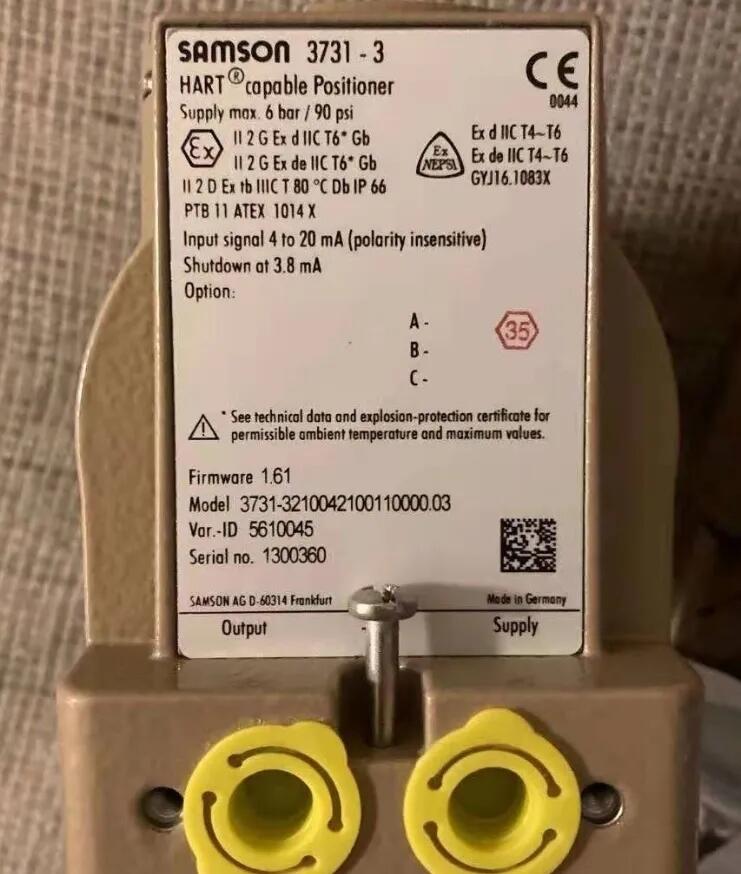 SAMSON 3731 - 3
HART® capable Positioner
Supply max. 6 bar / 90 psi
CE
0044
Ex
II 2 G Ex d IIC T6* Gb
II 2 G Ex de IIC T6* Gb
II 2 D Ex tb IIIC T 80 °C Db IP 66
PTB 11 ATEX 1014 X
Ex
NEPSI
Ex d IIC T4~T6
Ex de IIC T4~T6
GYJ16.1083X
Input signal 4 to 20 mA (polarity insensitive)
Shutdown at 3.8 mA
Option:
A -
B -
C -
35
* See technical data and explosion-protection certificate for
permissible ambient temperature and maximum values.
Firmware 1.61
Model 3731-3210042100110000.03
Var.-ID 5610045
Serial no. 1300360
SAMSON AG D-60314 Frankfurt
Made in Germany
Output
Supply